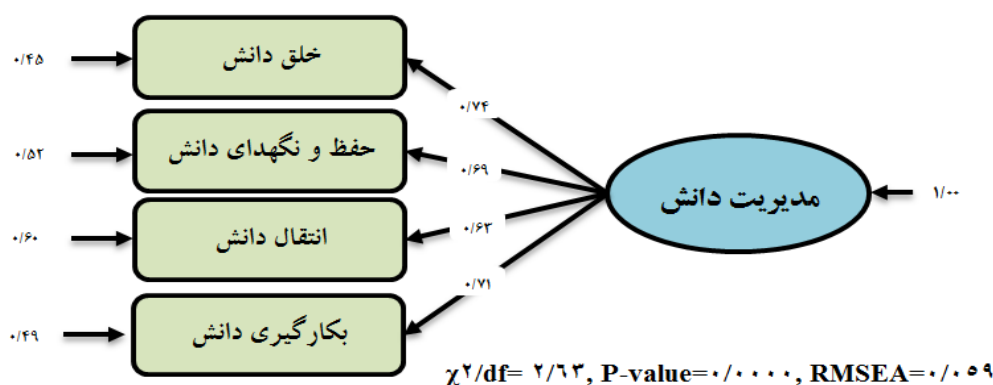 خلق دانش
۰/۴۵
۰/۷۴
حفظ و نگهدای دانش
۰/۵۲
۰/۶۹
مدیریت دانش
۱/۰۰
انتقال دانش
۰/۶۰
۰/۶۳
بکارگیری دانش
۰/۴۹
۰/۷۱
χ۲/df= ۲/۶۳, P-value=۰/۰۰۰۰, RMSEA=۰/۰۵۹